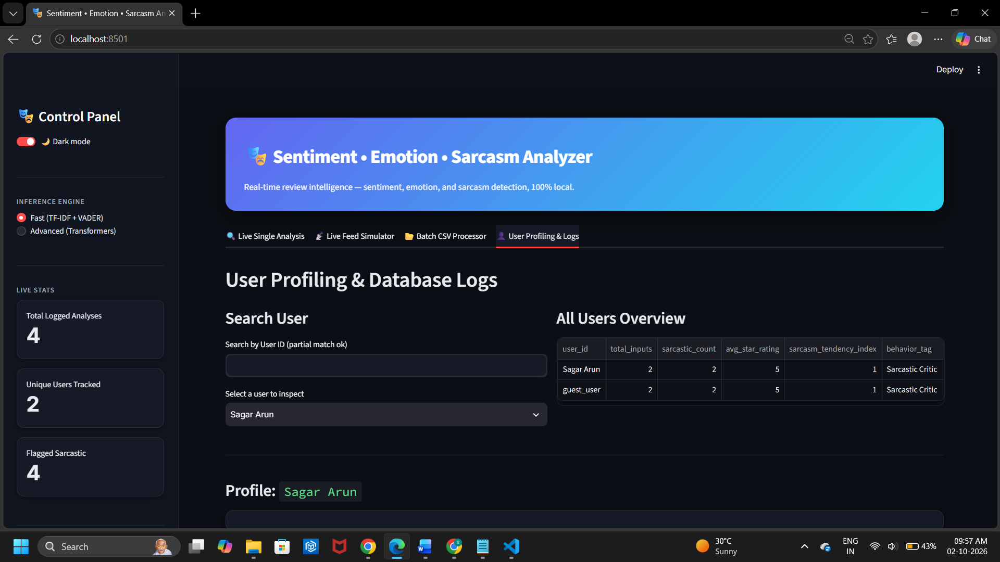 Sentiment • Emotion • Sarcasm An
localhost:8501
Chat
Deploy
Control Panel
Dark mode
INFERENCE ENGINE
Fast (TF-IDF + VADER)
Advanced (Transformers)
LIVE STATS
Total Logged Analyses
4
Unique Users Tracked
2
Flagged Sarcastic
4
Sentiment • Emotion • Sarcasm Analyzer
Real-time review intelligence — sentiment, emotion, and sarcasm detection, 100% local.
Live Single Analysis Live Feed Simulator Batch CSV Processor User Profiling & Logs
User Profiling & Database Logs
Search User
Search by User ID (partial match ok)
Select a user to inspect
Sagar Arun
All Users Overview
user_id total_inputs sarcastic_count avg_star_rating sarcasm_tendency_index behavior_tag
Sagar Arun 2 2 5 1 Sarcastic Critic
guest_user 2 2 5 1 Sarcastic Critic
Profile: Sagar Arun
Search
30°C
Sunny
ENG
IN
43%
09:57 AM
02-10-2026